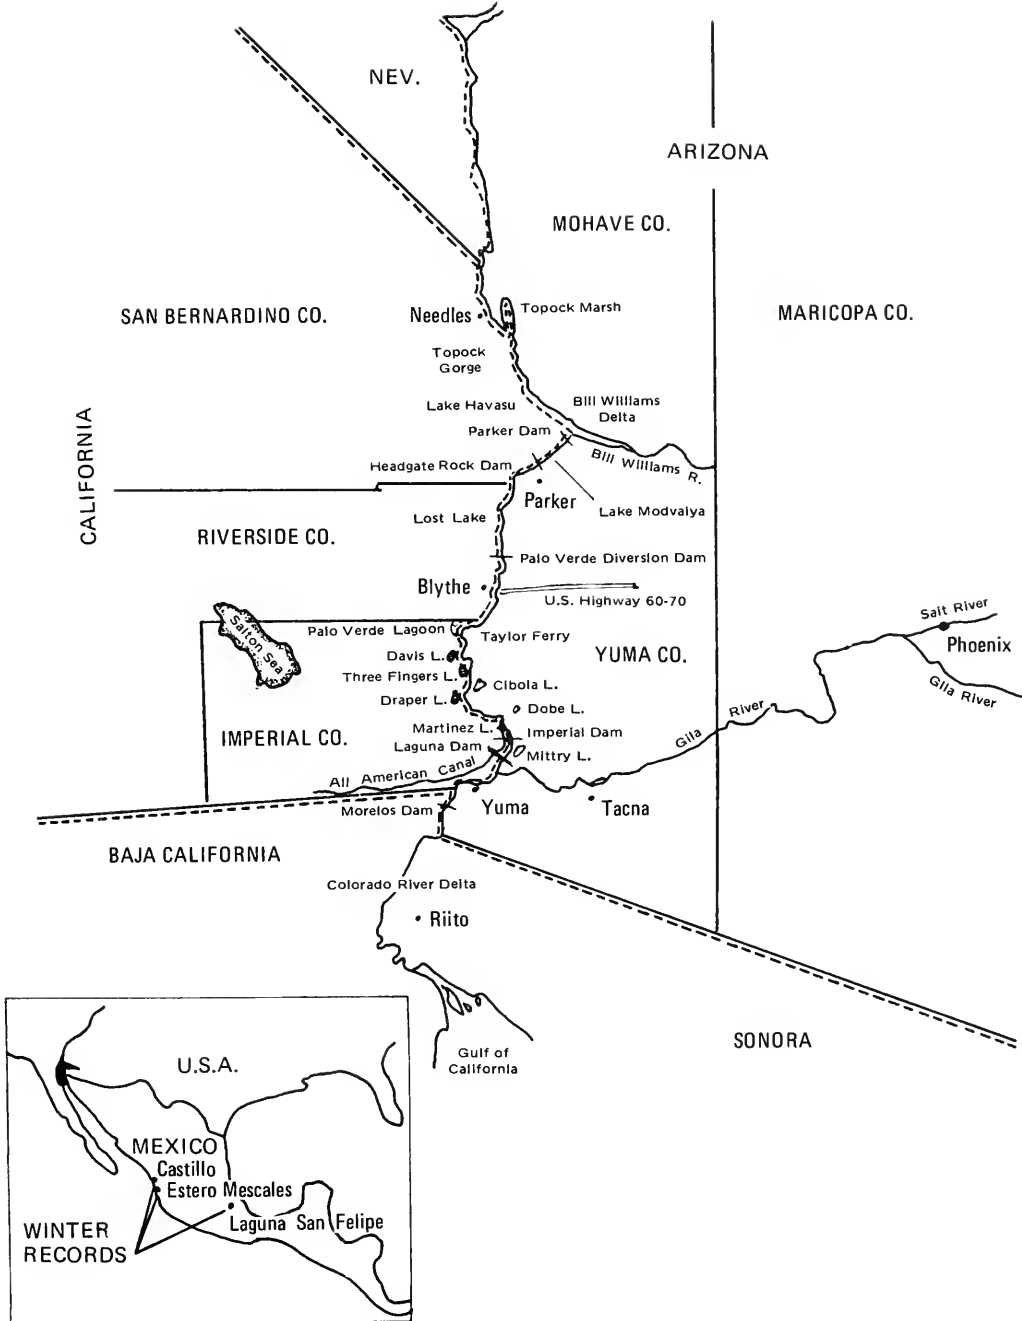 NEV.
ARIZONA
MOHAVE CO.
SAN BERNARDINO CO.
Needles
Topock Marsh
MARICOPA CO.
Topock
Gorge
Lake Havasu
Bill Williams
Delta
Parker Dam
CALIFORNIA
Headgate Rock Dam
Bill Williams R.
Parker
Lake Modvalya
Lost Lake
RIVERSIDE CO.
Palo Verde Diversion Dam
Blythe
U.S. Highway 60-70
Salt River
Phoenix
Salton Sea
Palo Verde Lagoon
Taylor Ferry
Davis L.
YUMA CO.
Three Fingers L.
Cibola L.
Gila River
Draper L.
Dobe L.
Gila River
Martinez L.
Imperial Dam
IMPERIAL CO.
Laguna Dam
Mittry L.
All American Canal
Morelos Dam
Yuma
Tacna
BAJA CALIFORNIA
Colorado River Delta
Riito
SONORA
Gulf of
California
U.S.A.
MEXICO
Castillo
Estero Mescales
Laguna San Felipe
WINTER
RECORDS